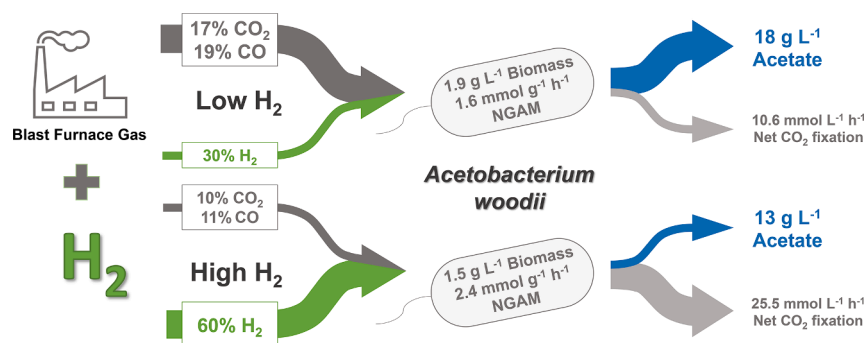 17% CO₂
19% CO
Low H₂
30% H₂
Blast Furnace Gas
H₂
10% CO₂
11% CO
High H₂
60% H₂
1.9 g L⁻¹ Biomass
1.6 mmol g⁻¹ h⁻¹
NGAM
Acetobacterium
woodii
1.5 g L⁻¹ Biomass
2.4 mmol g⁻¹ h⁻¹
NGAM
18 g L⁻¹
Acetate
10.6 mmol L⁻¹ h⁻¹
Net CO₂ fixation
13 g L⁻¹
Acetate
25.5 mmol L⁻¹ h⁻¹
Net CO₂ fixation